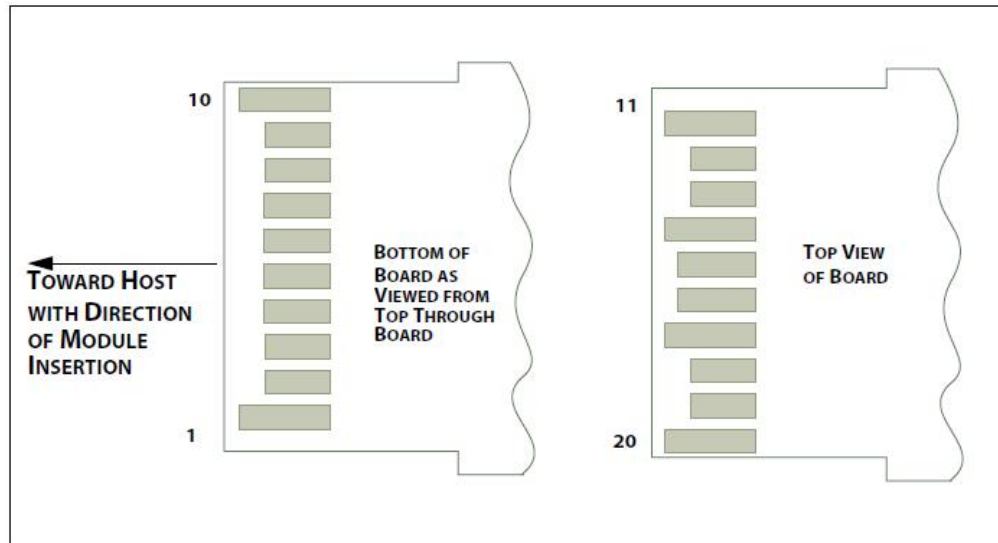 10
1
TOWARD HOST
WITH DIRECTION
OF MODULE
INSERTION
BOTTOM OF
BOARD AS
VIEWED FROM
TOP THROUGH
BOARD
11
20
TOP VIEW
OF BOARD